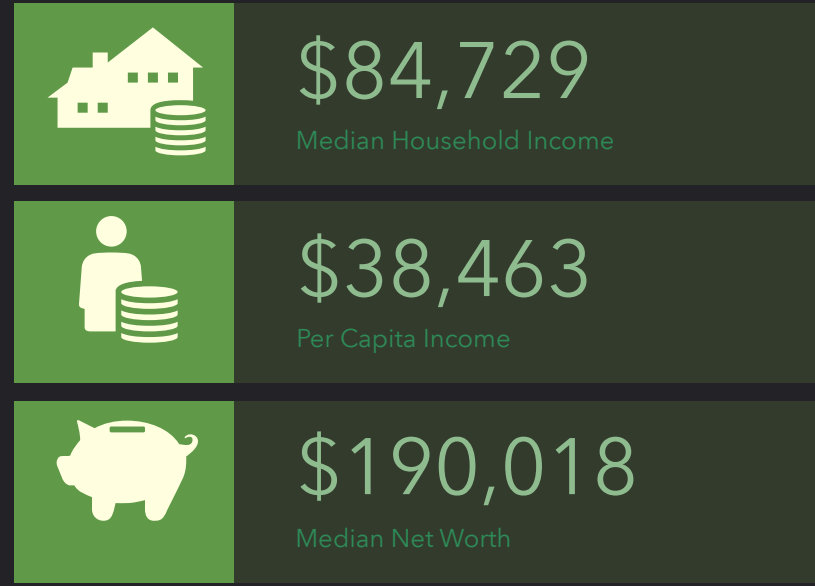 $84,729
Median Household Income
$38,463
Per Capita Income
$190,018
Median Net Worth